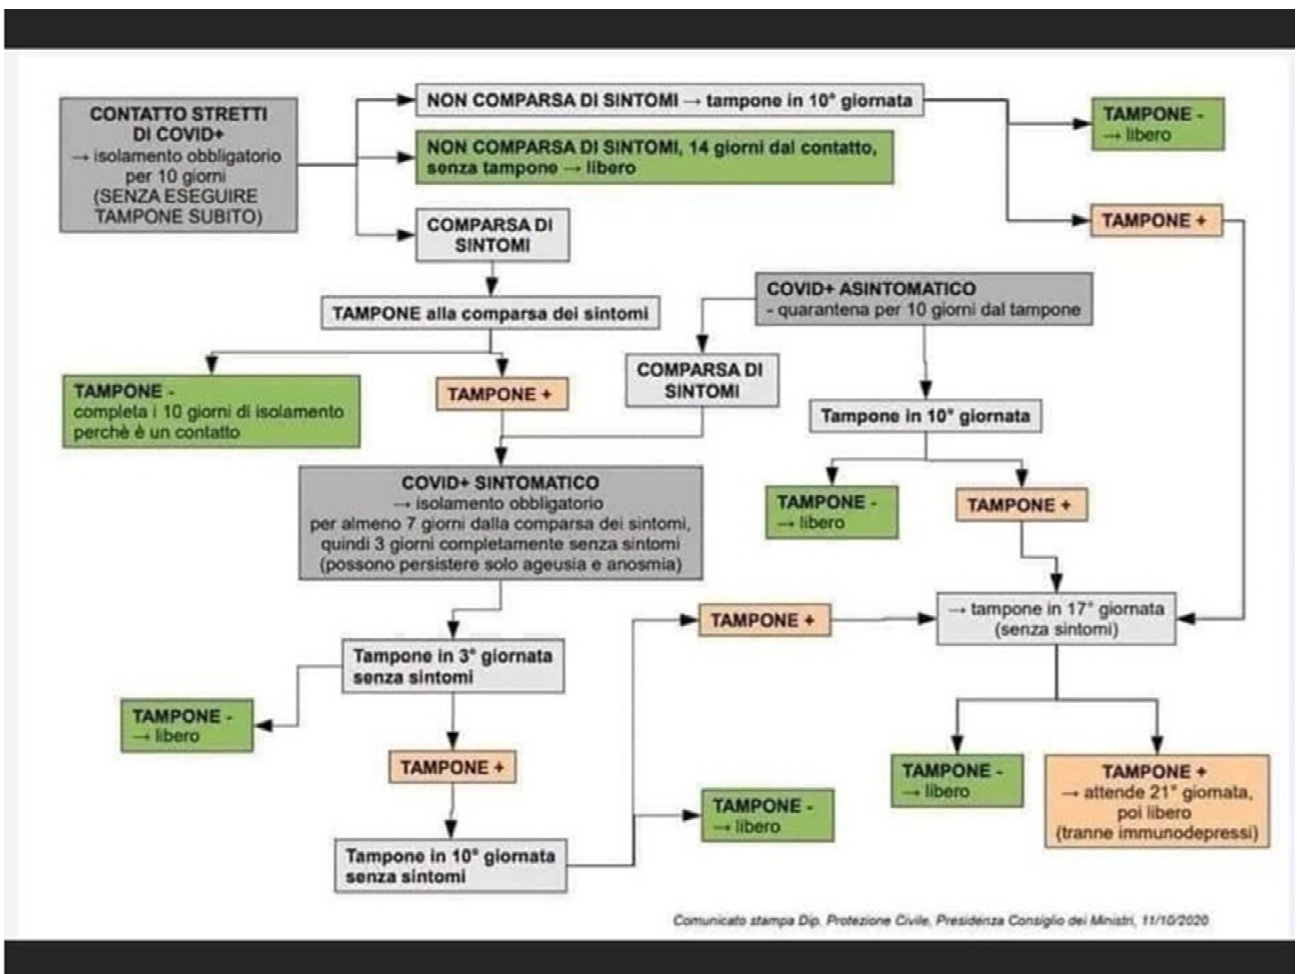 CONTATTO STRETTI
DI COVID+
→ isolamento obbligatorio
per 10 giorni
(SENZA ESEGUIRE
TAMPONE SUBITO)
NON COMPARSA DI SINTOMI → tampone in 10ª giornata
NON COMPARSA DI SINTOMI, 14 giorni dal contatto,
senza tampone → libero
COMPARSA DI
SINTOMI
TAMPONE -
→ libero
TAMPONE +
TAMPONE alla comparsa dei sintomi
COVID+ ASINTOMATICO
- quarantena per 10 giorni dal tampone
TAMPONE -
completa i 10 giorni di isolamento
perchè è un contatto
TAMPONE +
COMPARSA DI
SINTOMI
Tampone in 10ª giornata
TAMPONE -
→ libero
TAMPONE +
COVID+ SINTOMATICO
→ isolamento obbligatorio
per almeno 7 giorni dalla comparsa dei sintomi,
quindi 3 giorni completamente senza sintomi
(possono persistere solo ageusia e anosmia)
TAMPONE +
→ tampone in 17ª giornata
(senza sintomi)
Tampone in 3ª giornata
senza sintomi
TAMPONE -
→ libero
TAMPONE +
Tampone in 10ª giornata
senza sintomi
TAMPONE -
→ libero
TAMPONE -
→ libero
TAMPONE +
→ attende 21ª giornata,
poi libero
(tranne immunodepressi)
Comunicato stampa Dip. Protezione Civile, Presidenza Consiglio dei Ministri, 11/10/2020